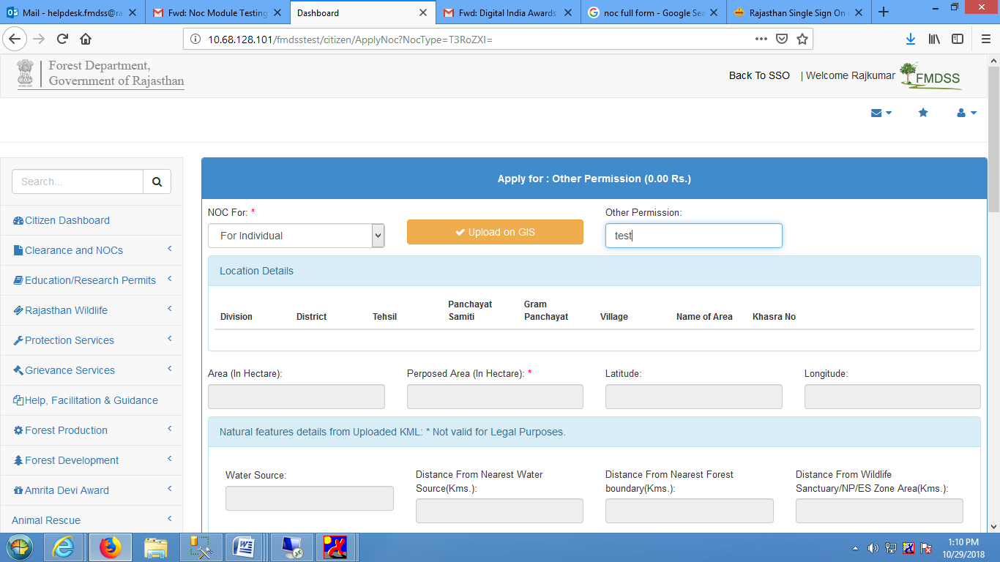 Mail - helpdesk.fmdss@ra
Fwd: Noc Module Testing
Dashboard
Fwd: Digital India Awards
noc full form - Google Sea
Rajasthan Single Sign On
10.68.128.101/fmdsstest/citizen/ApplyNoc?NocType=T3RoZXI=
Forest Department,
Government of Rajasthan
Back To SSO | Welcome Rajkumar
FMDSS
Search...
Citizen Dashboard
Clearance and NOCs
Education/Research Permits
Rajasthan Wildlife
Protection Services
Grievance Services
Help, Facilitation & Guidance
Forest Production
Forest Development
Amrita Devi Award
Animal Rescue
Apply for : Other Permission (0.00 Rs.)
NOC For: *
For Individual
Upload on GIS
Other Permission:
test
Location Details
Division
District
Tehsil
Panchayat
Samiti
Gram
Panchayat
Village
Name of Area
Khasra No
Area (In Hectare):
Perposed Area (In Hectare): *
Latitude:
Longitude:
Natural features details from Uploaded KML: * Not valid for Legal Purposes.
Water Source:
Distance From Nearest Water
Source(Kms.):
Distance From Nearest Forest
boundary(Kms.):
Distance From Wildlife
Sanctuary/NP/ES Zone Area(Kms.):
1:10 PM
10/29/2018